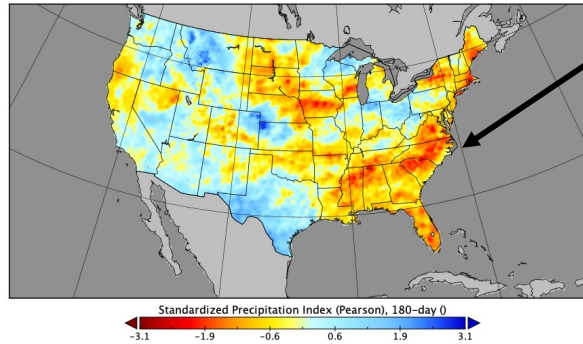 Standardized Precipitation Index (Pearson), 180-day ()
-3.1 -1.9 -0.6 0.6 1.9 3.1